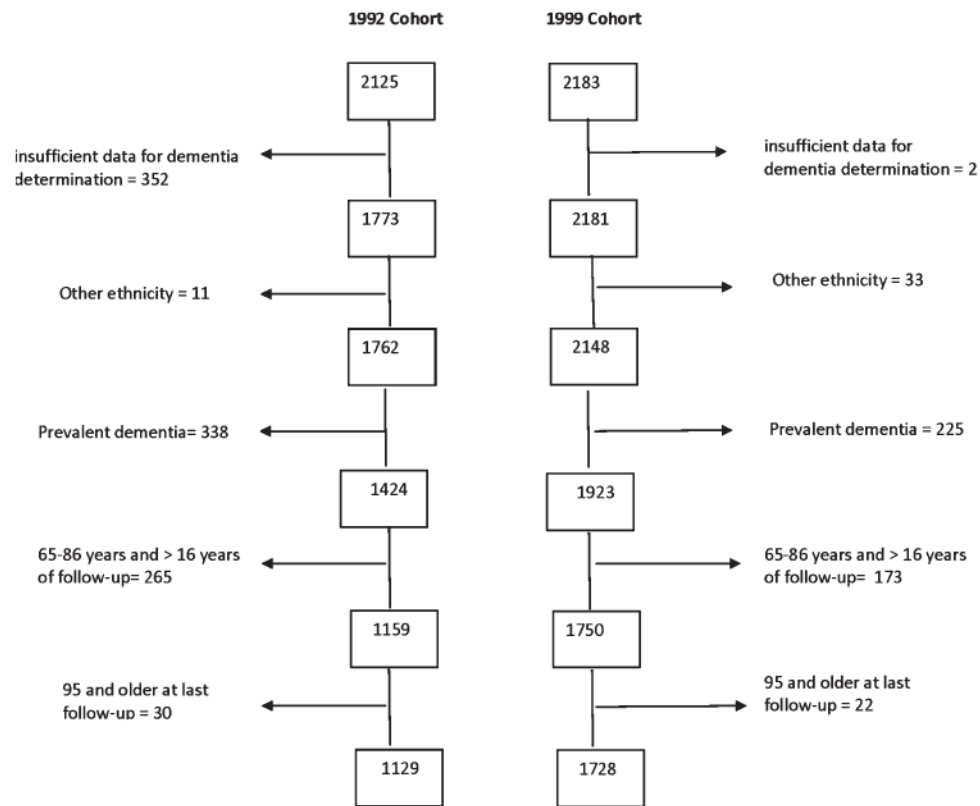 1992 Cohort
1999 Cohort
2125
2183
insufficient data for dementia
determination = 352
insufficient data for
dementia determination = 2
1773
2181
Other ethnicity = 11
Other ethnicity = 33
1762
2148
Prevalent dementia= 338
Prevalent dementia = 225
1424
1923
65-86 years and > 16 years
of follow-up= 265
65-86 years and > 16 years
of follow-up= 173
1159
1750
95 and older at last
follow-up = 30
95 and older at last
follow-up = 22
1129
1728